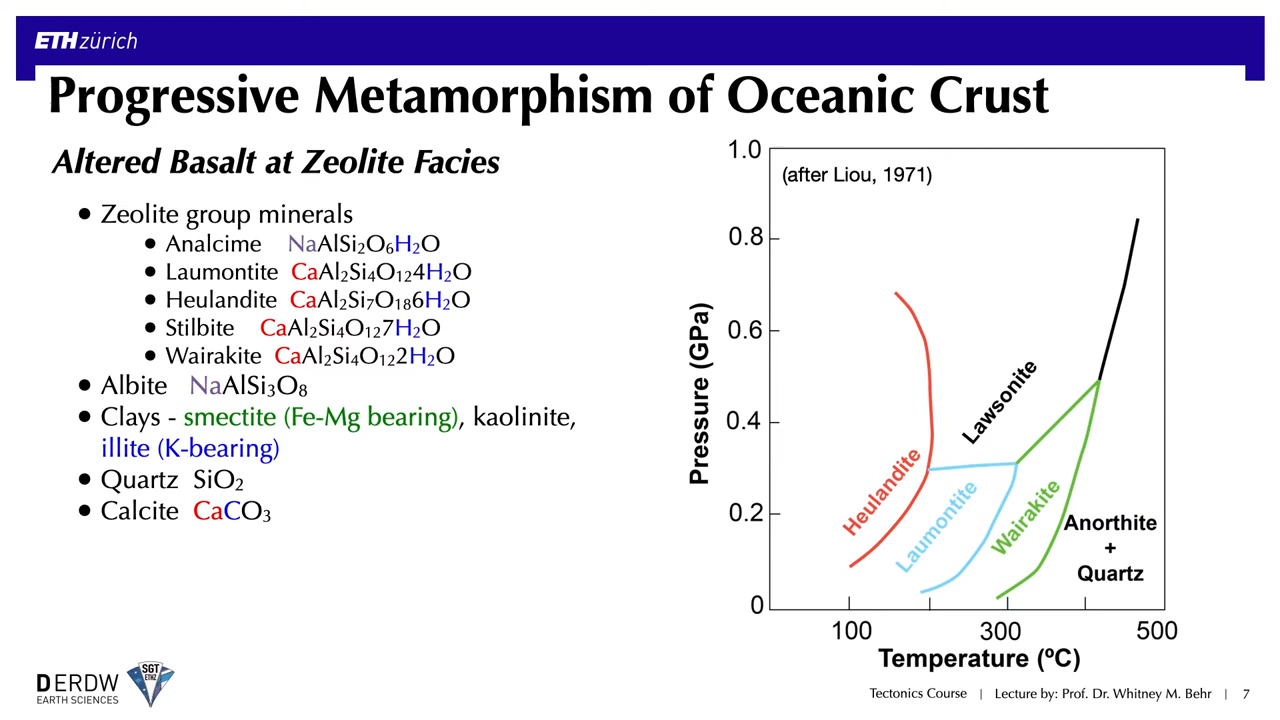 ETH zürich
Progressive Metamorphism of Oceanic Crust
Altered Basalt at Zeolite Facies
• Zeolite group minerals
• Analcime NaAlSi₂O₆H₂O
• Laumontite CaAl₂Si₄O₁₂4H₂O
• Heulandite CaAl₂Si₇O₁₈6H₂O
• Stilbite CaAl₂Si₄O₁₂7H₂O
• Wairakite CaAl₂Si₄O₁₂2H₂O
• Albite NaAlSi₃O₈
• Clays - smectite (Fe-Mg bearing), kaolinite,
illite (K-bearing)
• Quartz SiO₂
• Calcite CaCO₃
(after Liou, 1971)
Pressure (GPa)
1.0
0.8
0.6
0.4
0.2
0
Heulandite
Laumontite
Lawsonite
Wairakite
Anorthite
+
Quartz
100 300 500
Temperature (ºC)
DERDW
EARTH SCIENCES
SGT
ETHZ
Tectonics Course | Lecture by: Prof. Dr. Whitney M. Behr | 7